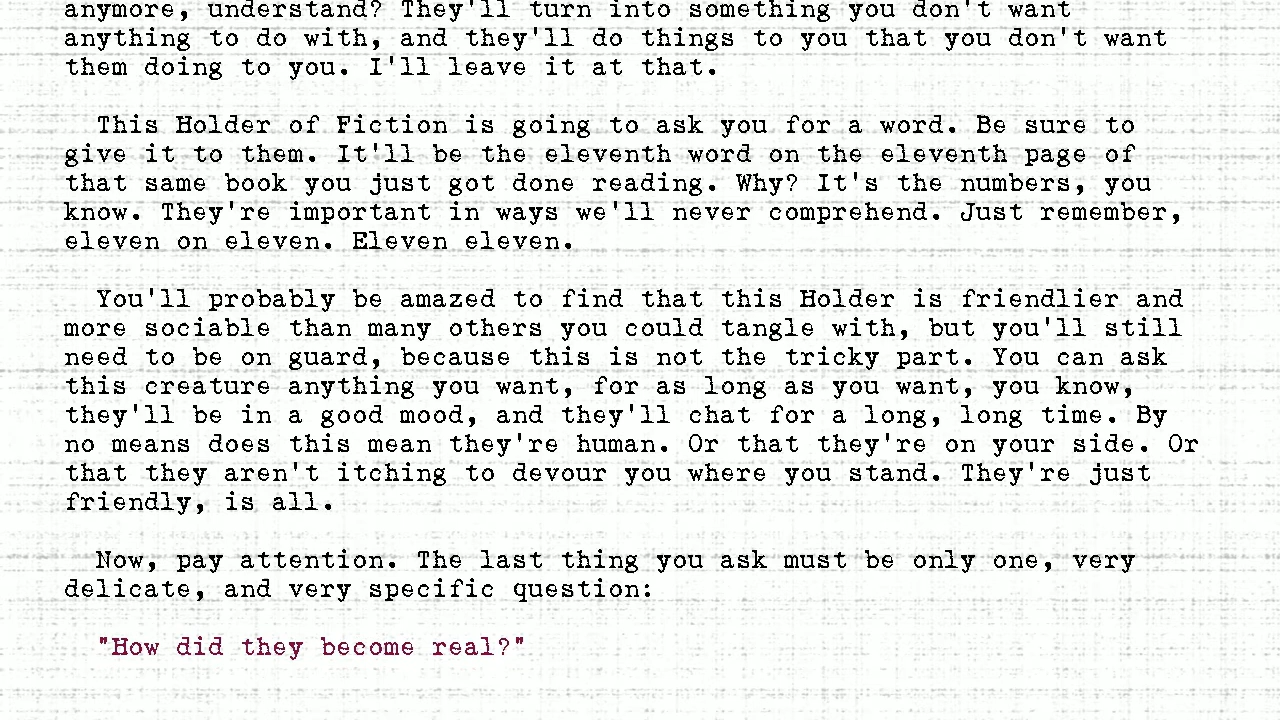 anymore, understand? They'll turn into something you don't want
anything to do with, and they'll do things to you that you don't want
them doing to you. I'll leave it at that.
This Holder of Fiction is going to ask you for a word. Be sure to
give it to them. It'll be the eleventh word on the eleventh page of
that same book you just got done reading. Why? It's the numbers, you
know. They're important in ways we'll never comprehend. Just remember,
eleven on eleven. Eleven eleven.
You'll probably be amazed to find that this Holder is friendlier and
more sociable than many others you could tangle with, but you'll still
need to be on guard, because this is not the tricky part. You can ask
this creature anything you want, for as long as you want, you know,
they'll be in a good mood, and they'll chat for a long, long time. By
no means does this mean they're human. Or that they're on your side. Or
that they aren't itching to devour you where you stand. They're just
friendly, is all.
Now, pay attention. The last thing you ask must be only one, very
delicate, and very specific question:
"How did they become real?"